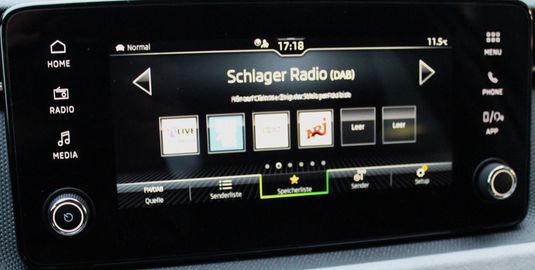 Normal
17:18
11.5°C
HOME
MENU
Schlager Radio (DAB)
RADIO
PHONE
LIVE
NRJ
Leer
Leer
APP
MEDIA
FM/DAB
Quelle
Senderliste
Speicherliste
Sender
Setup